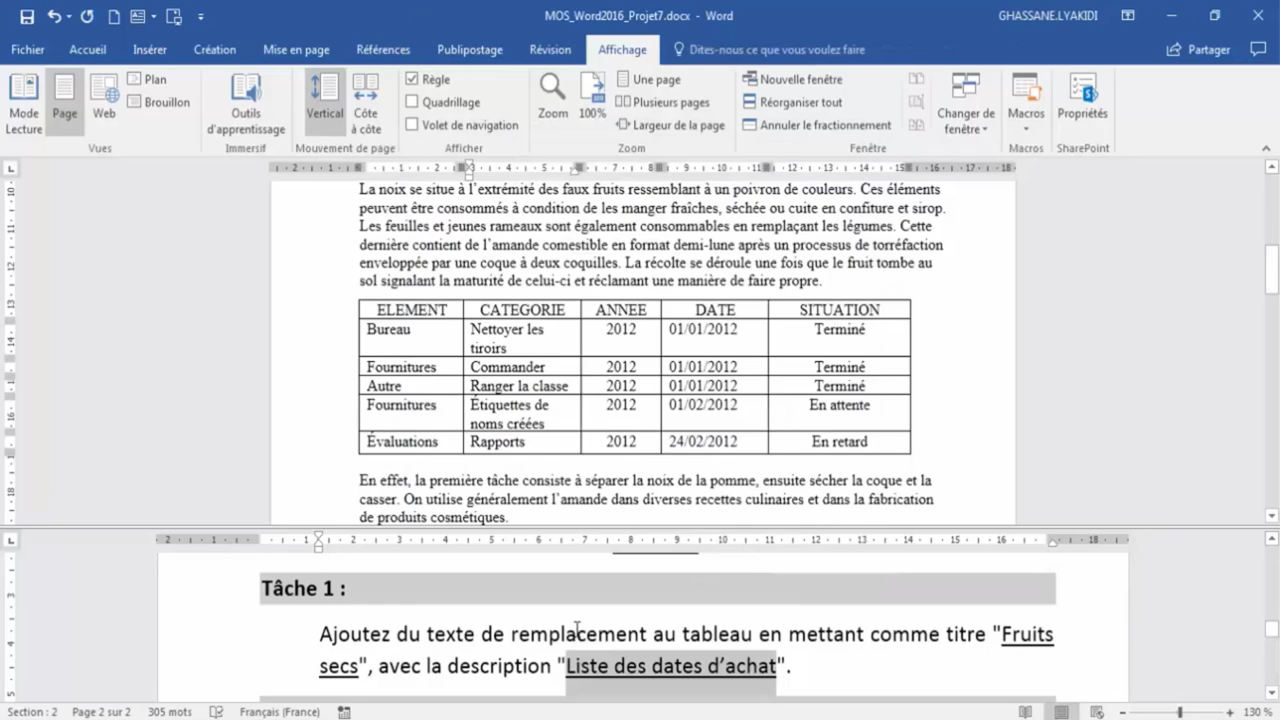 MOS_Word2016_Projet7.docx - Word
GHASSANE.LYAKIDI
Fichier Accueil Insérer Création Mise en page Références Publipostage Révision Affichage Dites-nous ce que vous voulez faire Partager
Mode Lecture
Page
Web
Plan
Brouillon
Vues
Outils d'apprentissage
Immersif
Vertical
Côte à côte
Mouvement de page
Règle
Quadrillage
Volet de navigation
Afficher
Zoom
100%
Une page
Plusieurs pages
Largeur de la page
Zoom
Nouvelle fenêtre
Réorganiser tout
Annuler le fractionnement
Changer de fenêtre
Fenêtre
Macros
Macros
Propriétés
SharePoint
La noix se situe à l'extrémité des faux fruits ressemblant à un poivron de couleurs. Ces éléments
peuvent être consommés à condition de les manger fraîches, séchée ou cuite en confiture et sirop.
Les feuilles et jeunes rameaux sont également consommables en remplaçant les légumes. Cette
dernière contient de l'amande comestible en format demi-lune après un processus de torréfaction
enveloppée par une coque à deux coquilles. La récolte se déroule une fois que le fruit tombe au
sol signalant la maturité de celui-ci et réclamant une manière de faire propre.
ELEMENT CATEGORIE ANNEE DATE SITUATION
Bureau Nettoyer les tiroirs 2012 01/01/2012 Terminé
Fournitures Commander 2012 01/01/2012 Terminé
Autre Ranger la classe 2012 01/01/2012 Terminé
Fournitures Étiquettes de noms créées 2012 01/02/2012 En attente
Évaluations Rapports 2012 24/02/2012 En retard
En effet, la première tâche consiste à séparer la noix de la pomme, ensuite sécher la coque et la
casser. On utilise généralement l'amande dans diverses recettes culinaires et dans la fabrication
de produits cosmétiques.
Tâche 1 :
Ajoutez du texte de remplacement au tableau en mettant comme titre "Fruits
secs", avec la description "Liste des dates d’achat".
Section : 2 Page 2 sur 2 305 mots Français (France) 130 %